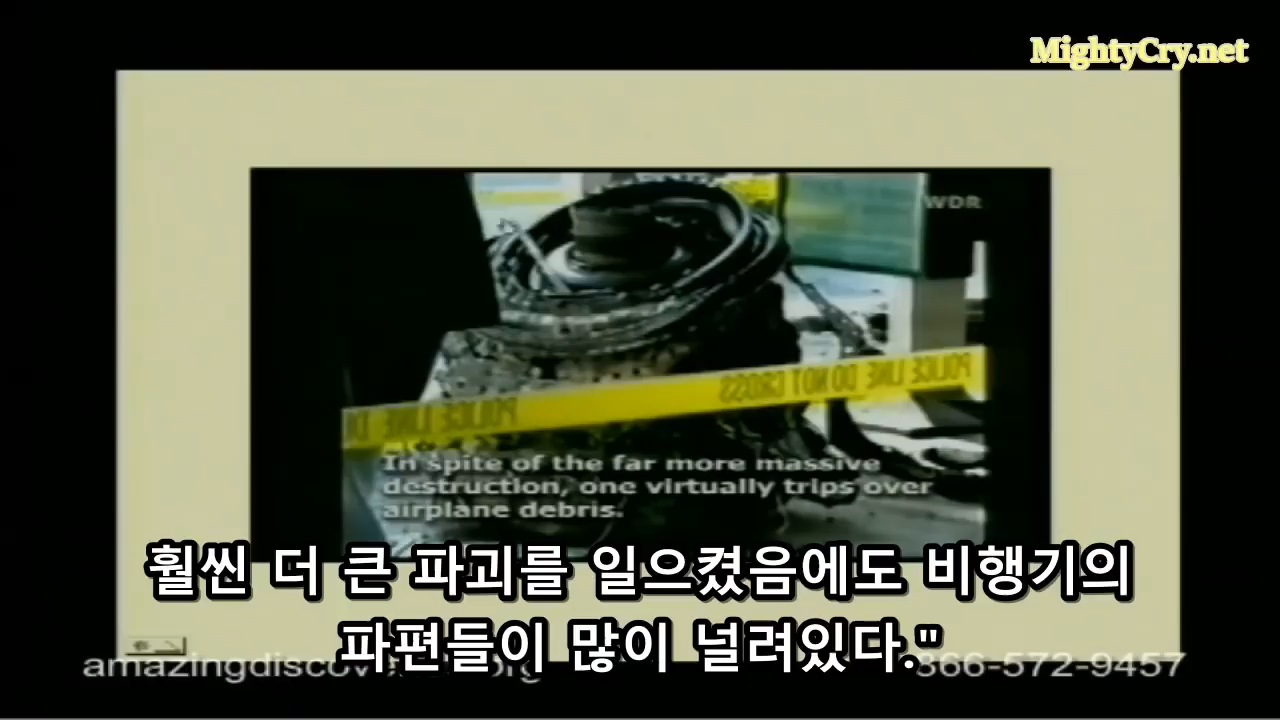 MightyCry.net
WDR
POLICE LINE DO NOT CROSS
POLICE LINE
In spite of the far more massive
destruction, one virtually trips over
airplane debris.
훨씬 더 큰 파괴를 일으켰음에도 비행기의
파편들이 많이 널려있다."
866-572-9457